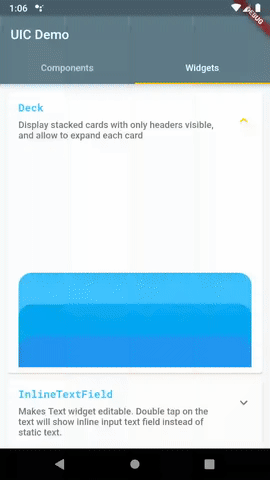 1:06
DEBUG
UIC Demo
Components
Widgets
Deck
Display stacked cards with only headers visible,
and allow to expand each card
InlineTextField
Makes Text widget editable. Double tap on the
text will show inline input text field instead of
static text.